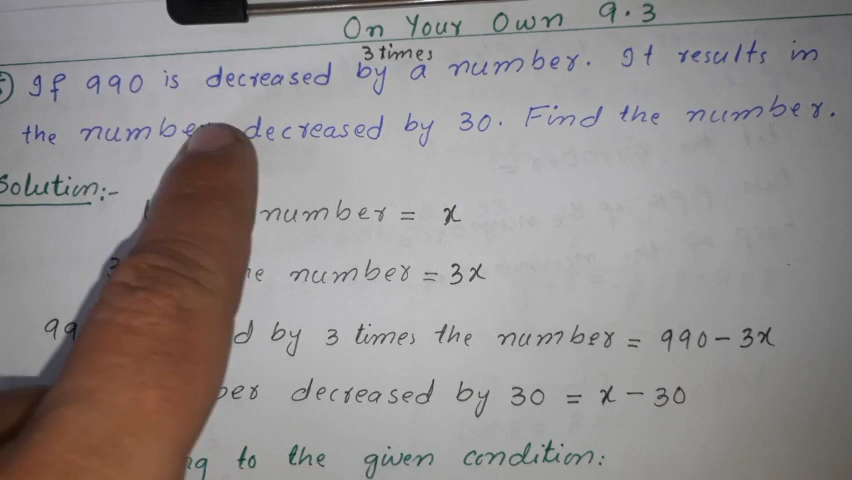 On Your Own 9.3
3 times
If 990 is decreased by a number. It results in
the number decreased by 30. Find the number.
Solution:-
number = x
number = 3x
by 3 times the number = 990 - 3x
decreased by 30 = x - 30
to the given condition: